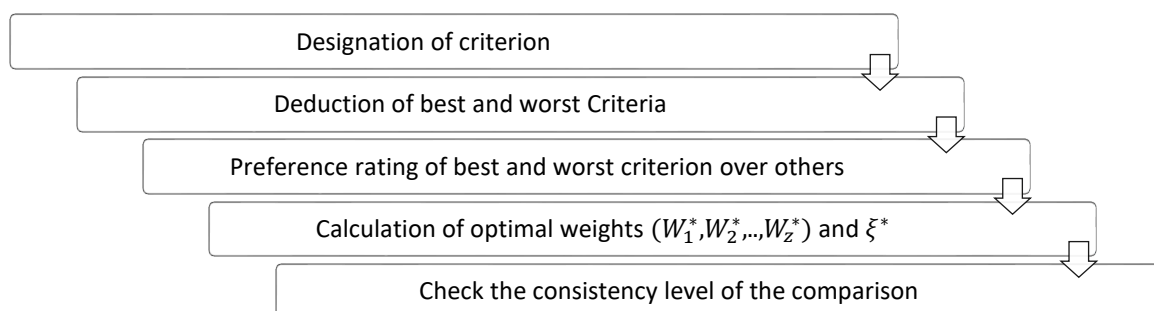 Designation of criterion
Deduction of best and worst Criteria
Preference rating of best and worst criterion over others
Calculation of optimal weights (W₁*,W₂*,..,W_z*) and ξ*
Check the consistency level of the comparison